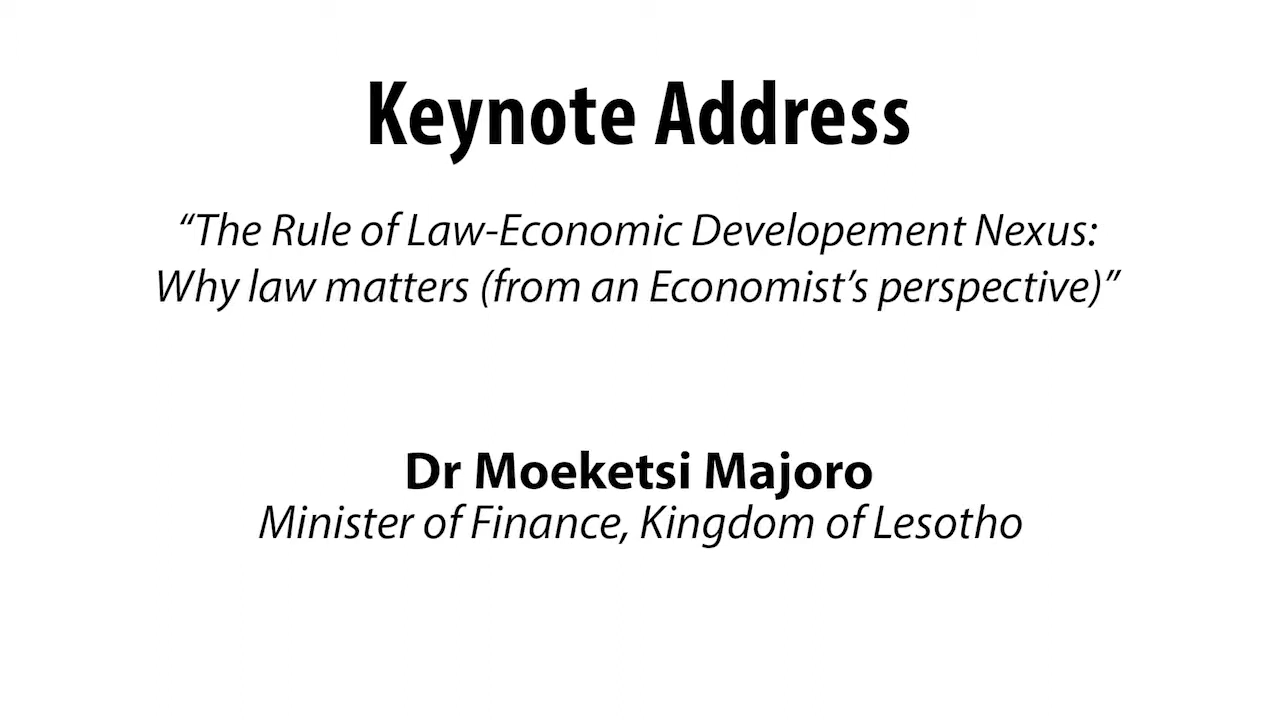 Keynote Address
“The Rule of Law-Economic Developement Nexus:
Why law matters (from an Economist’s perspective)”
Dr Moeketsi Majoro
Minister of Finance, Kingdom of Lesotho